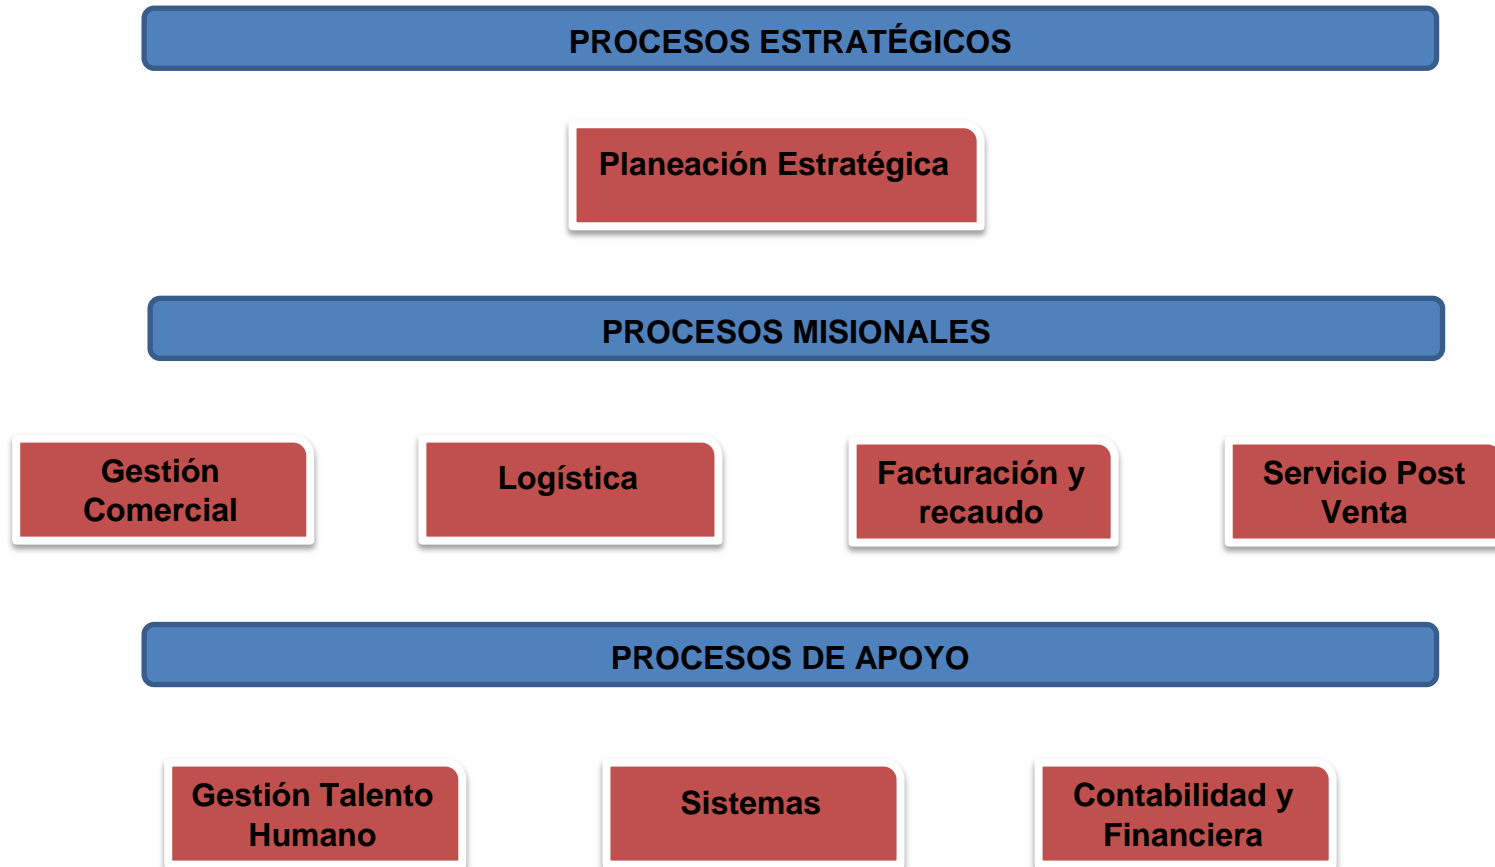 PROCESOS ESTRATÉGICOS
Planeación Estratégica
PROCESOS MISIONALES
Gestión
Comercial
Logística
Facturación y
recaudo
Servicio Post
Venta
PROCESOS DE APOYO
Gestión Talento
Humano
Sistemas
Contabilidad y
Financiera